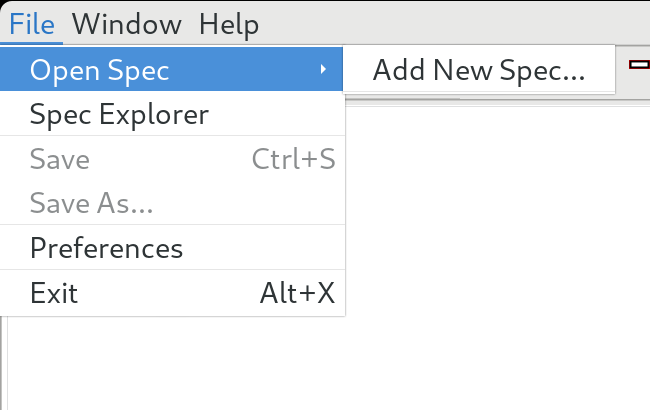 File Window Help
Open Spec Add New Spec...
Spec Explorer
Save Ctrl+S
Save As...
Preferences
Exit Alt+X